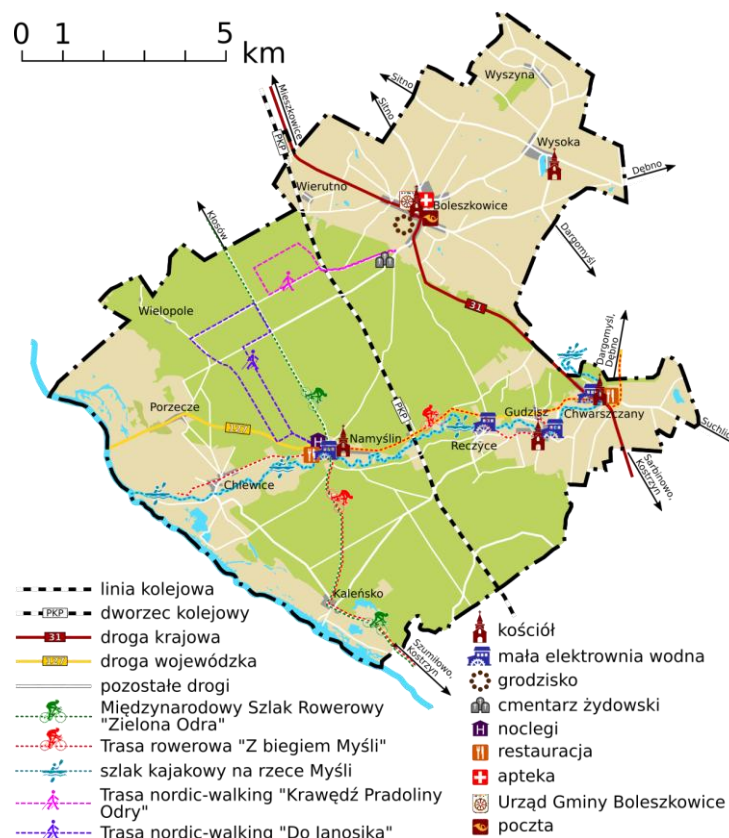 0 1 5
km
Wyszyna
Sitno
Sitno
Mieszkowice
PKP
Wysoka
Dębno
Wierutno
Boleszkowice
Kłosów
Dargomyśl
31
Wielopole
Dargomyśl,
Dębno
PKP
Porzecze
127
Gudzisz
Chwarszczany
H
Namyślin
Reczyce
Chlewice
Sarbinowo,
Kostrzyn
Kaleńsko
Szumiłowo,
Kostrzyn
linia kolejowa
PKP
dworzec kolejowy
31
droga krajowa
127
droga wojewódzka
pozostałe drogi
Międzynarodowy Szlak Rowerowy
"Zielona Odra"
Trasa rowerowa "Z biegiem Myśli"
szlak kajakowy na rzece Myśli
Trasa nordic-walking "Krawędź Pradoliny
Odry"
Trasa nordic-walking "Do Janosika"
kościół
mała elektrownia wodna
grodzisko
cmentarz żydowski
H
noclegi
restauracja
apteka
Urząd Gminy Boleszkowice
poczta